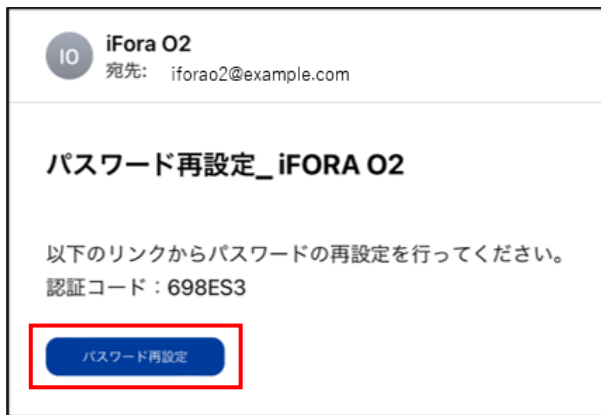 IO
iFora O2
宛先: iforao2@example.com
パスワード再設定_ iFORA O2
以下のリンクからパスワードの再設定を行ってください。
認証コード：698ES3
パスワード再設定